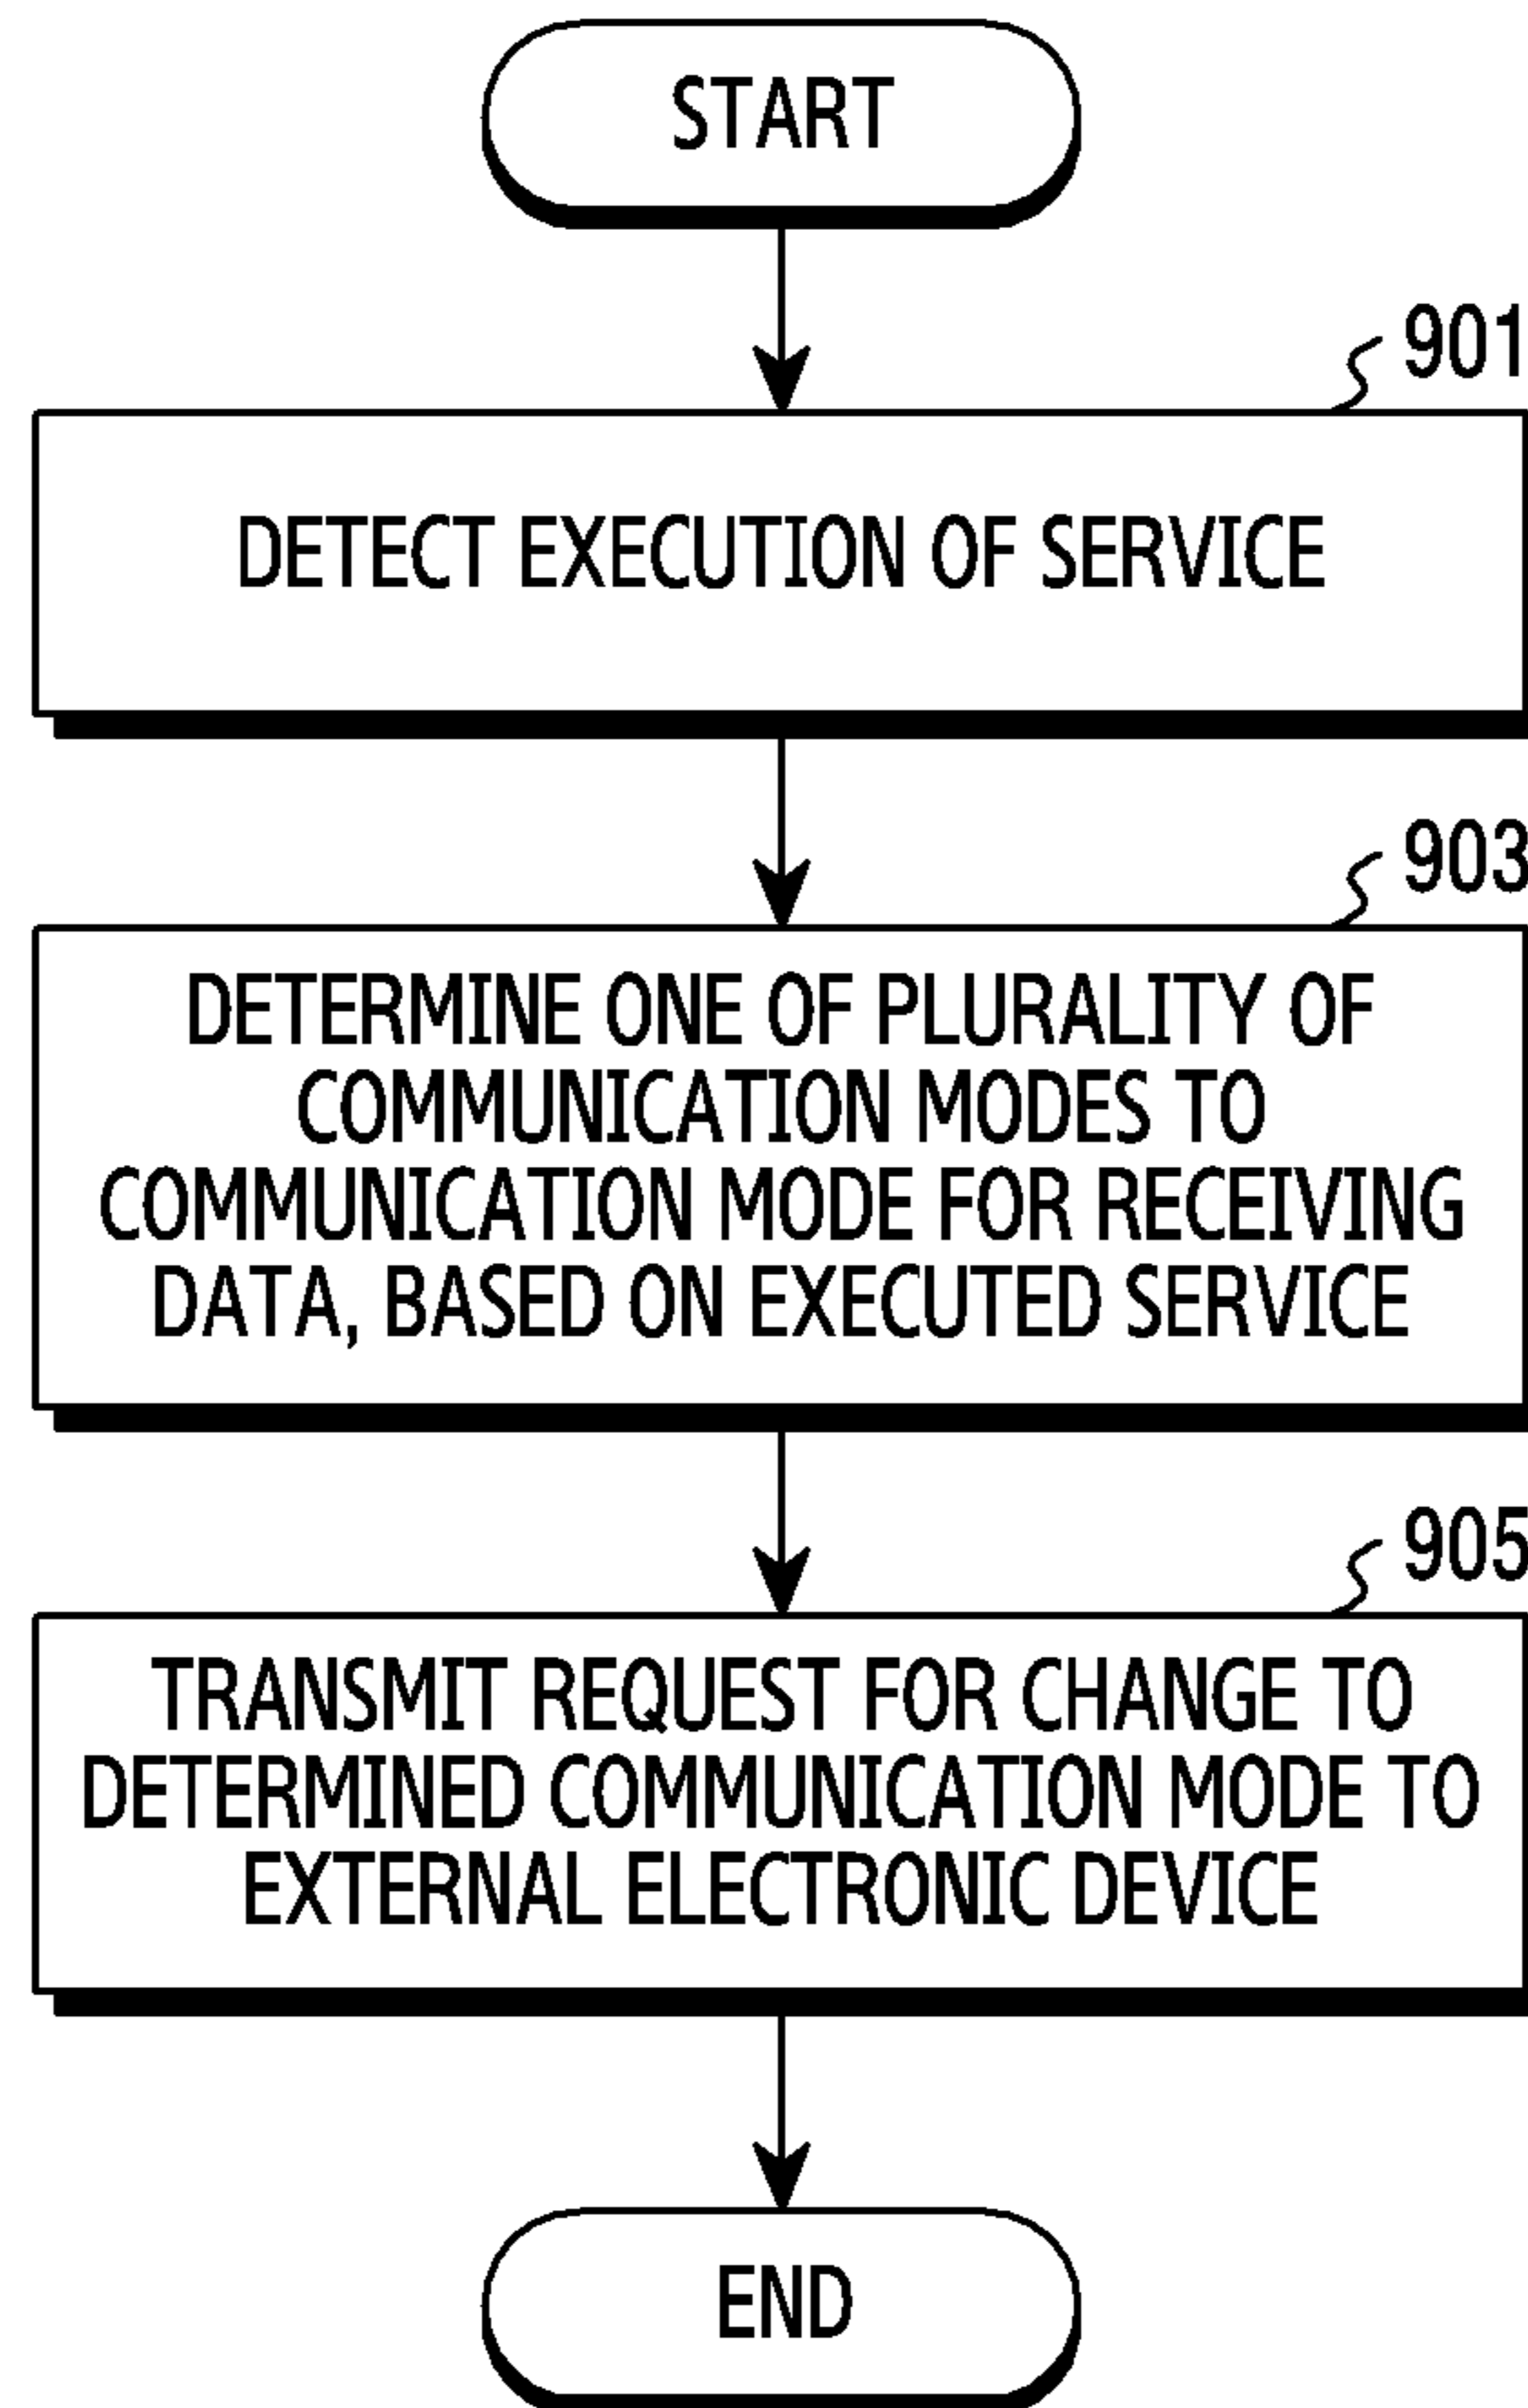 START
901
DETECT EXECUTION OF SERVICE
903
DETERMINE ONE OF PLURALITY OF
COMMUNICATION MODES TO
COMMUNICATION MODE FOR RECEIVING
DATA, BASED ON EXECUTED SERVICE
905
TRANSMIT REQUEST FOR CHANGE TO
DETERMINED COMMUNICATION MODE TO
EXTERNAL ELECTRONIC DEVICE
END